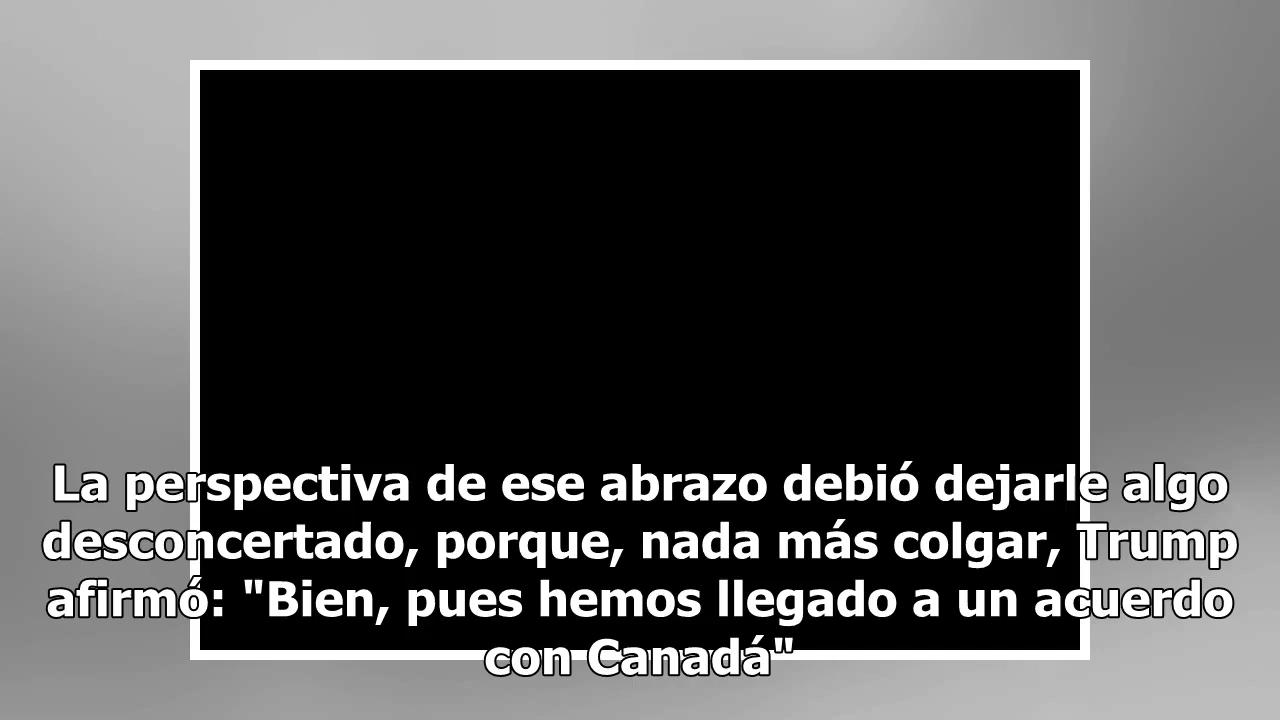 La perspectiva de ese abrazo debió dejarle algo
desconcertado, porque, nada más colgar, Trump
afirmó: "Bien, pues hemos llegado a un acuerdo
con Canadá"